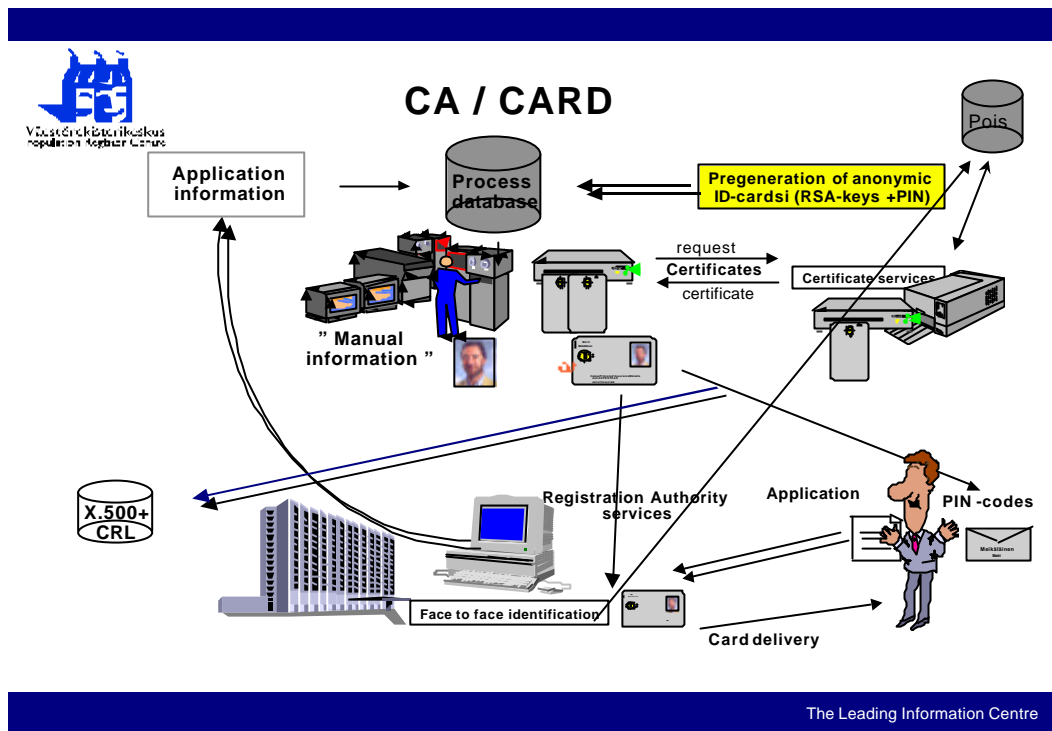 CA / CARD
Väestörekisterikeskus
Population Register Centre
Pois
Application
information
Process
database
Pregeneration of anonymic
ID-cardsi (RSA-keys +PIN)
request
Certificates
certificate
Certificate services
” Manual
information ”
X.500+
CRL
Registration Authority
services
Application
PIN -codes
Meikäläinen
Face to face identification
Card delivery
The Leading Information Centre